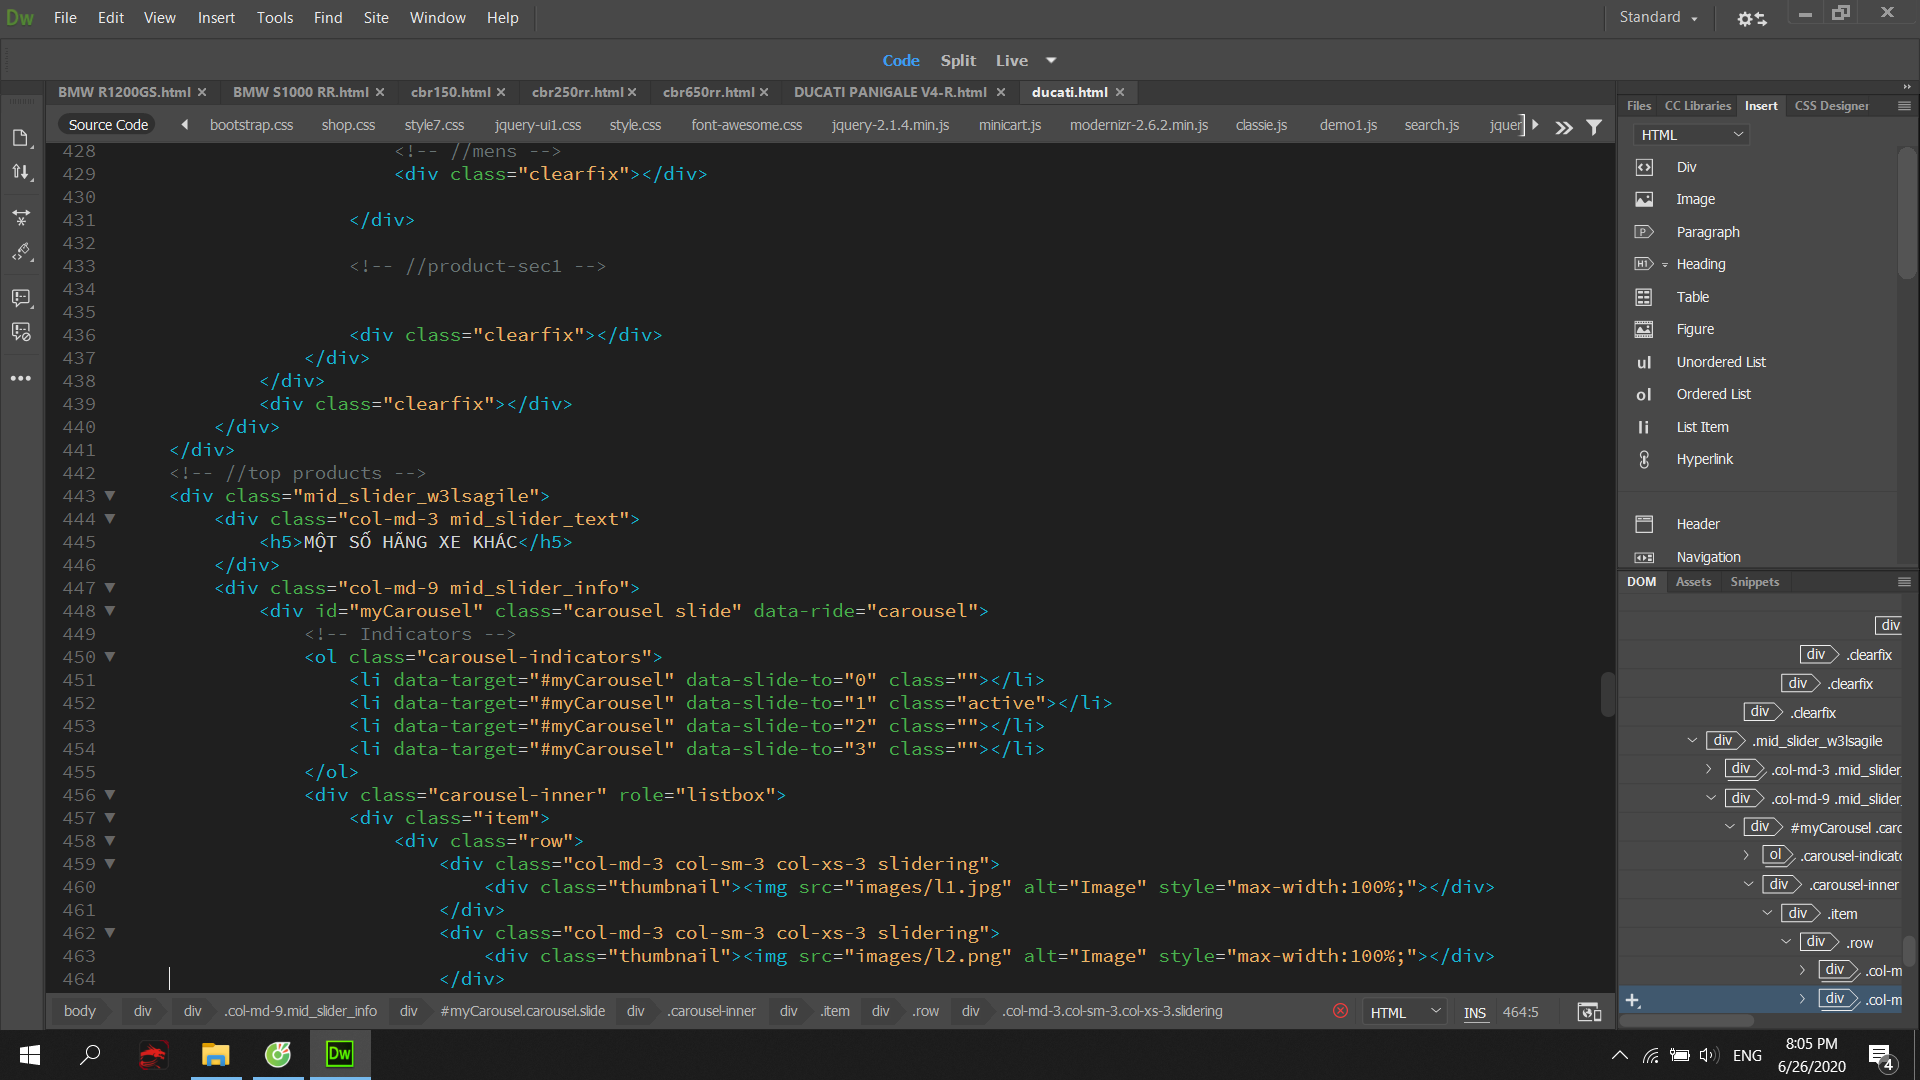 Dw File Edit View Insert Tools Find Site Window Help Standard
Code Split Live
BMW R1200GS.html BMW S1000 RR.html cbr150.html cbr250rr.html cbr650rr.html DUCATI PANIGALE V4-R.html ducati.html
Source Code bootstrap.css shop.css style7.css jquery-ui1.css style.css font-awesome.css jquery-2.1.4.min.js minicart.js modernizr-2.6.2.min.js classie.js demo1.js search.js jquer
428 <!-- //mens -->
429 <div class="clearfix"></div>
430
431 </div>
432
433 <!-- //product-sec1 -->
434
435
436 <div class="clearfix"></div>
437 </div>
438 </div>
439 <div class="clearfix"></div>
440 </div>
441 </div>
442 <!-- //top products -->
443 <div class="mid_slider_w3lsagile">
444 <div class="col-md-3 mid_slider_text">
445 <h5>MỘT SỐ HÃNG XE KHÁC</h5>
446 </div>
447 <div class="col-md-9 mid_slider_info">
448 <div id="myCarousel" class="carousel slide" data-ride="carousel">
449 <!-- Indicators -->
450 <ol class="carousel-indicators">
451 <li data-target="#myCarousel" data-slide-to="0" class=""></li>
452 <li data-target="#myCarousel" data-slide-to="1" class="active"></li>
453 <li data-target="#myCarousel" data-slide-to="2" class=""></li>
454 <li data-target="#myCarousel" data-slide-to="3" class=""></li>
455 </ol>
456 <div class="carousel-inner" role="listbox">
457 <div class="item">
458 <div class="row">
459 <div class="col-md-3 col-sm-3 col-xs-3 slidering">
460 <div class="thumbnail"><img src="images/l1.jpg" alt="Image" style="max-width:100%;"></div>
461 </div>
462 <div class="col-md-3 col-sm-3 col-xs-3 slidering">
463 <div class="thumbnail"><img src="images/l2.png" alt="Image" style="max-width:100%;"></div>
464 </div>
body div div .col-md-9.mid_slider_info div #myCarousel.carousel.slide div .carousel-inner div .item div .row div .col-md-3.col-sm-3.col-xs-3.slidering HTML INS 464:5
Files CC Libraries Insert CSS Designer
HTML
Div
Image
P Paragraph
H1 Heading
Table
Figure
ul Unordered List
ol Ordered List
li List Item
Hyperlink
Header
Navigation
DOM Assets Snippets
div
div .clearfix
div .clearfix
div .clearfix
div .mid_slider_w3lsagile
div .col-md-3 .mid_slider_
div .col-md-9 .mid_slider_
div #myCarousel .carc
ol .carousel-indicato
div .carousel-inner
div .item
div .row
div .col-m
div .col-m
Dw
ENG
8:05 PM
6/26/2020
4